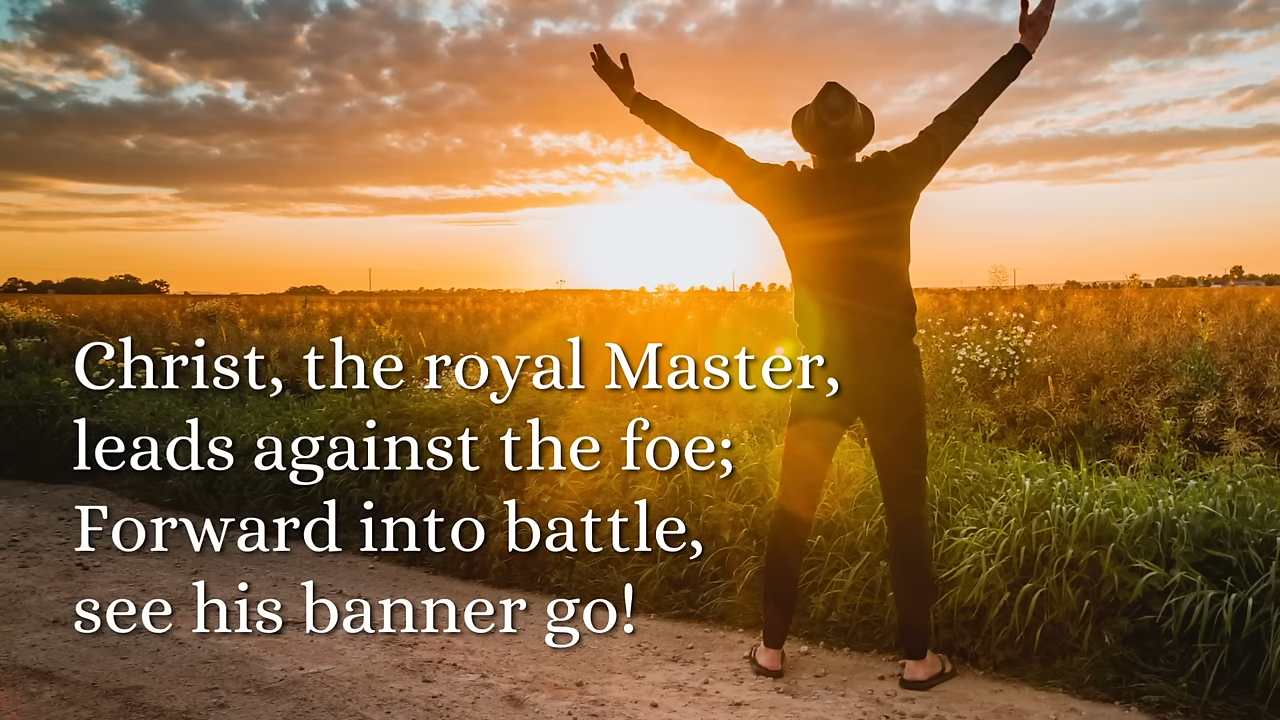 Christ, the royal Master,
leads against the foe;
Forward into battle,
see his banner go!